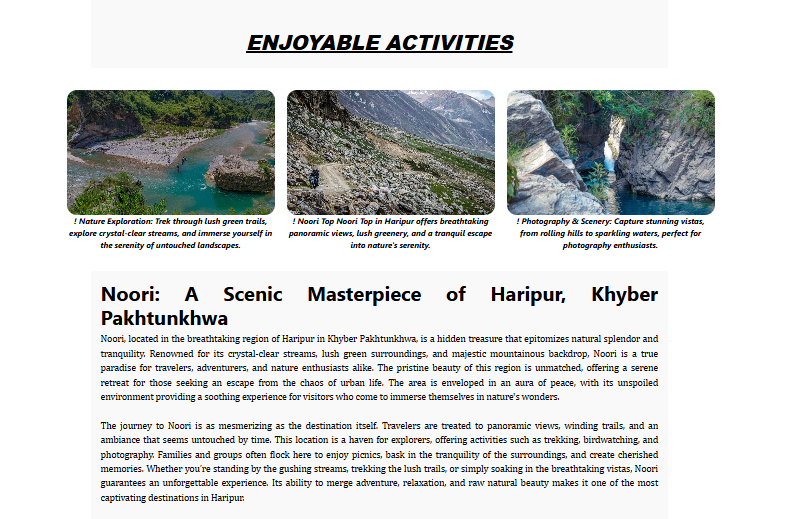 ENJOYABLE ACTIVITIES
! Nature Exploration: Trek through lush green trails,
explore crystal-clear streams, and immerse yourself in
the serenity of untouched landscapes.
! Noori Top Noori Top in Haripur offers breathtaking
panoramic views, lush greenery, and a tranquil escape
into nature's serenity.
! Photography & Scenery: Capture stunning vistas,
from rolling hills to sparkling waters, perfect for
photography enthusiasts.
Noori: A Scenic Masterpiece of Haripur, Khyber
Pakhtunkhwa
Noori, located in the breathtaking region of Haripur in Khyber Pakhtunkhwa, is a hidden treasure that epitomizes natural splendor and
tranquility. Renowned for its crystal-clear streams, lush green surroundings, and majestic mountainous backdrop, Noori is a true
paradise for travelers, adventurers, and nature enthusiasts alike. The pristine beauty of this region is unmatched, offering a serene
retreat for those seeking an escape from the chaos of urban life. The area is enveloped in an aura of peace, with its unspoiled
environment providing a soothing experience for visitors who come to immerse themselves in nature's wonders.
The journey to Noori is as mesmerizing as the destination itself. Travelers are treated to panoramic views, winding trails, and an
ambiance that seems untouched by time. This location is a haven for explorers, offering activities such as trekking, birdwatching, and
photography. Families and groups often flock here to enjoy picnics, bask in the tranquility of the surroundings, and create cherished
memories. Whether you're standing by the gushing streams, trekking the lush trails, or simply soaking in the breathtaking vistas, Noori
guarantees an unforgettable experience. Its ability to merge adventure, relaxation, and raw natural beauty makes it one of the most
captivating destinations in Haripur.